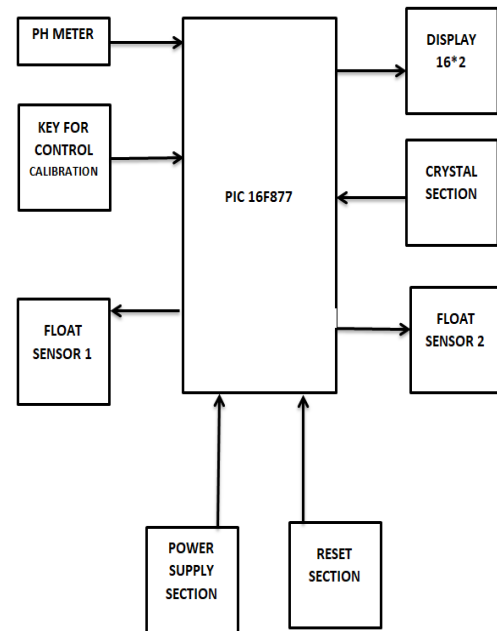 PH METER
DISPLAY
16*2
KEY FOR
CONTROL
CALIBRATION)
PIC 16F877
CRYSTAL
SECTION
FLOAT
SENSOR 1
FLOAT
SENSOR 2
POWER
SUPPLY
SECTION
RESET
SECTION